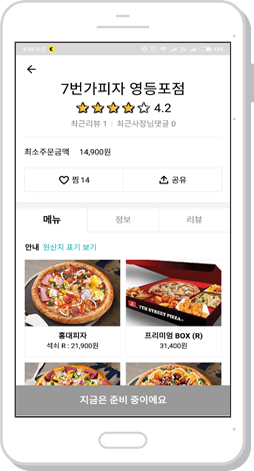 7번가피자 영등포점
4.2
최근리뷰 1 최근사장님댓글 0
최소주문금액 14,900원
찜 14
공유
메뉴
정보
리뷰
안내 원산지 표기 보기
7TH STREET PIZZA
홍대피자
석쇠 R : 21,900원
프리미엄 BOX (R)
31,400원
지금은 준비 중이에요